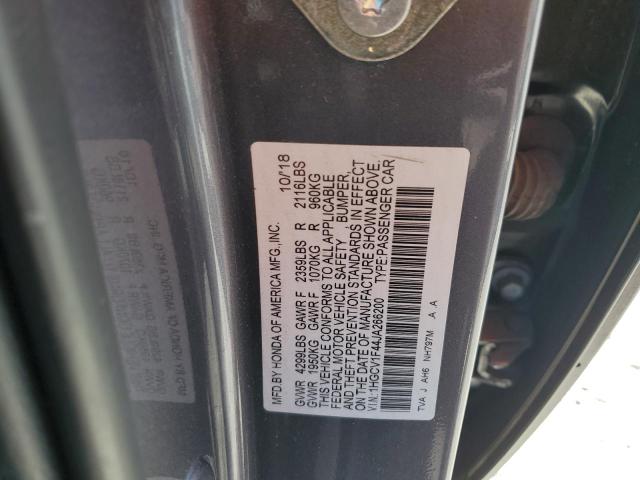 MFD.BY HONDA OF AMERICA MFG.,INC. 10/18
GVWR 4299LBS GAWR F 2359LBS R 2116LBS
GVWR 1950KG GAWR F 1070KG R 960KG
THIS VEHICLE CONFORMS TO ALL APPLICABLE
FEDERAL MOTOR VEHICLE SAFETY BUMPER,
AND THEFT PREVENTION STANDARDS IN EFFECT
ON THE DATE OF MANUFACTURE SHOWN ABOVE.
V.I.N.:1HGCV1F44JA266200 TYPE:PASSENGER CAR
TVA J AH6 NH797M A A